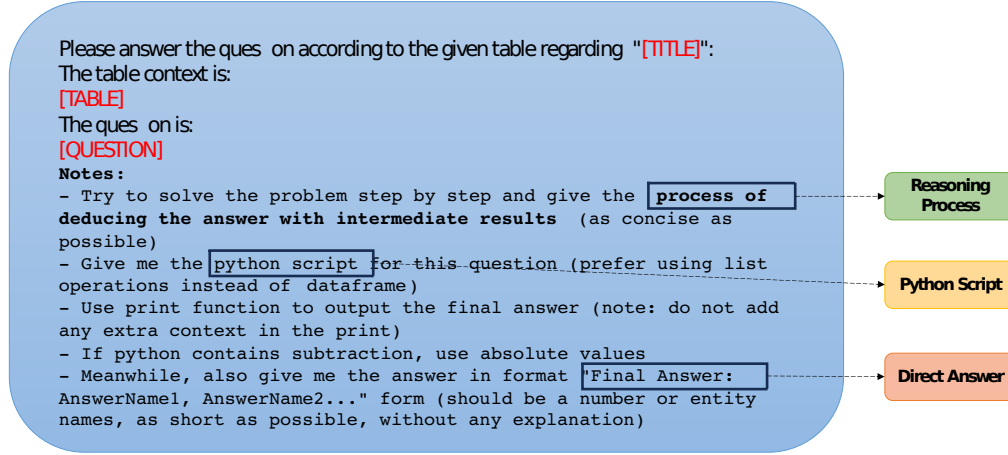 Please answer the ques on according to the given table regarding "[TITLE]":
The table context is:
[TABLE]
The ques on is:
[QUESTION]
Notes:
– Try to solve the problem step by step and give the process of
deducing the answer with intermediate results (as concise as
possible)
– Give me the python script for this question (prefer using list
operations instead of dataframe)
– Use print function to output the final answer (note: do not add
any extra context in the print)
– If python contains subtraction, use absolute values
– Meanwhile, also give me the answer in format "Final Answer:
AnswerName1, AnswerName2..." form (should be a number or entity
names, as short as possible, without any explanation)
Reasoning
Process
Python Script
Direct Answer